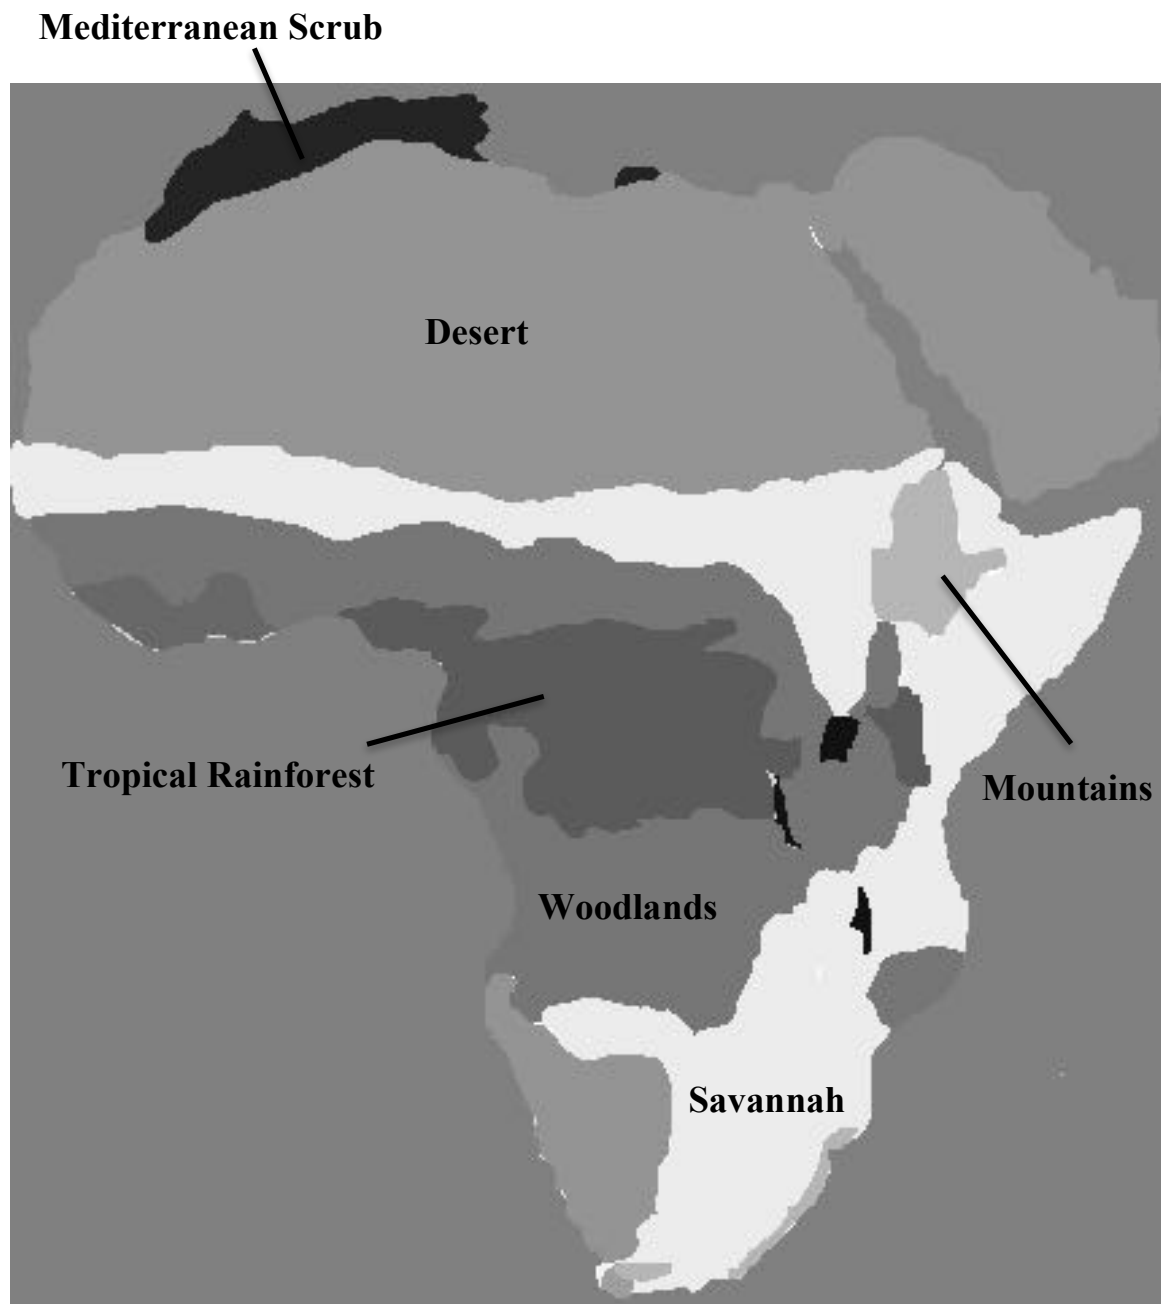 Mediterranean Scrub
Desert
Tropical Rainforest
Mountains
Woodlands
Savannah